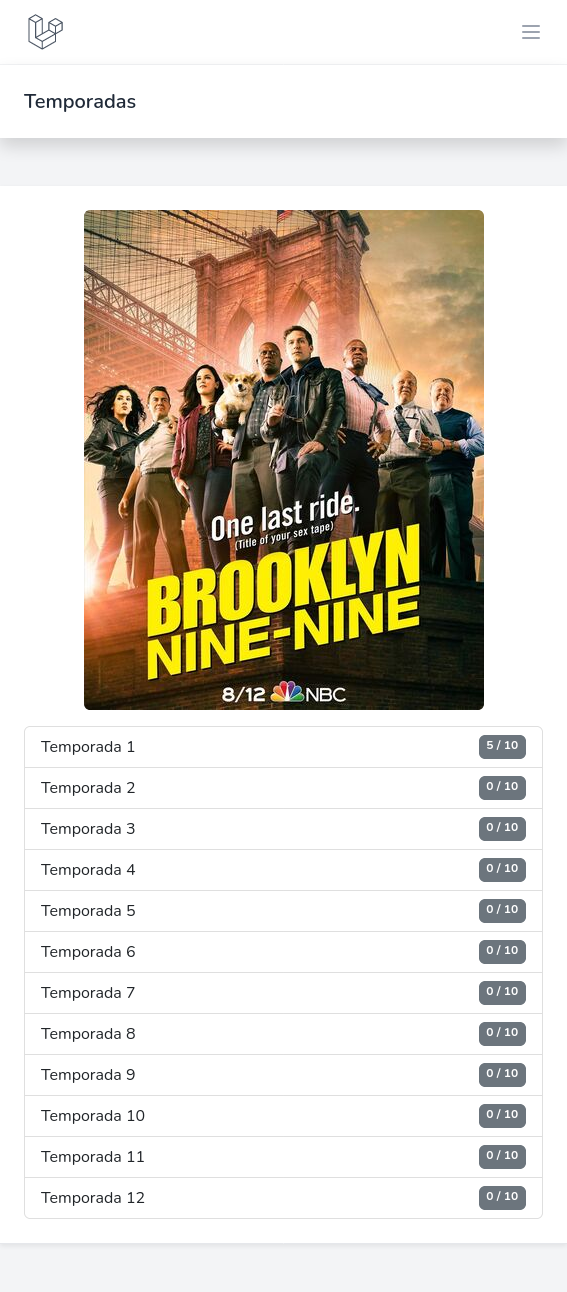 Temporadas
One last ride.
(Title of your sex tape)
BROOKLYN
NINE-NINE
8/12 NBC
Temporada 1 5 / 10
Temporada 2 0 / 10
Temporada 3 0 / 10
Temporada 4 0 / 10
Temporada 5 0 / 10
Temporada 6 0 / 10
Temporada 7 0 / 10
Temporada 8 0 / 10
Temporada 9 0 / 10
Temporada 10 0 / 10
Temporada 11 0 / 10
Temporada 12 0 / 10